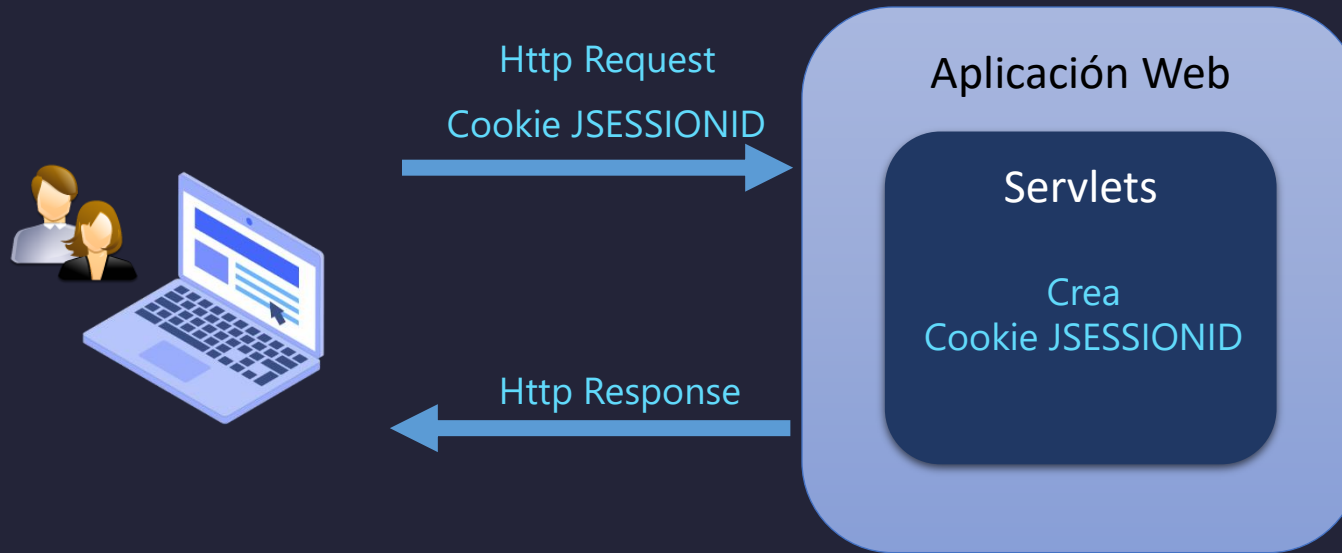 Http Request
Cookie JSESSIONID
Http Response
Aplicación Web
Servlets
Crea
Cookie JSESSIONID